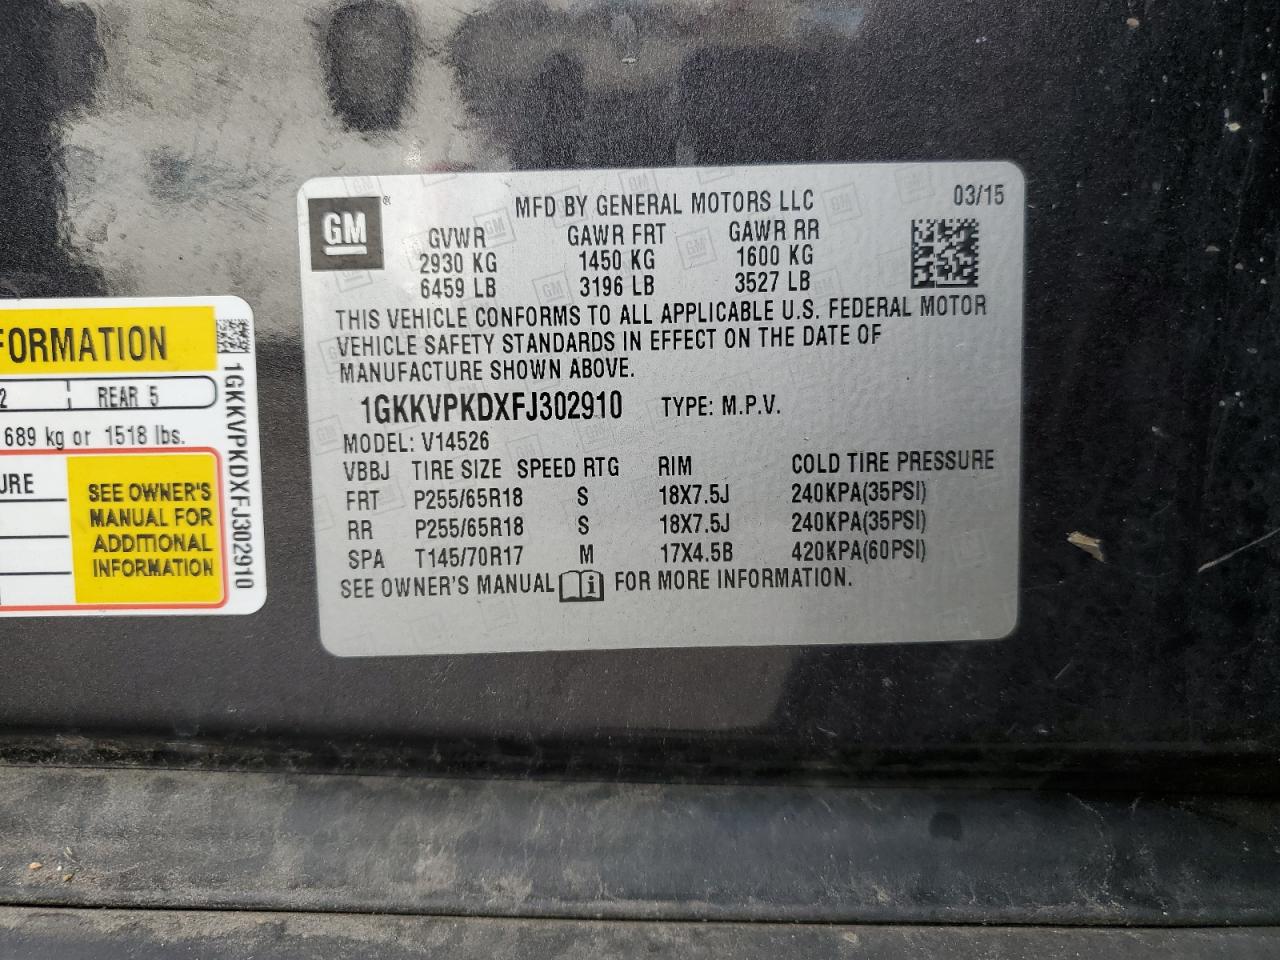 GM
®
MFD BY GENERAL MOTORS LLC
03/15
GVWR GAWR FRT GAWR RR
2930 KG 1450 KG 1600 KG
6459 LB 3196 LB 3527 LB
THIS VEHICLE CONFORMS TO ALL APPLICABLE U.S. FEDERAL MOTOR
VEHICLE SAFETY STANDARDS IN EFFECT ON THE DATE OF
MANUFACTURE SHOWN ABOVE.
1GKKVPKDXFJ302910 TYPE: M.P.V.
MODEL: V14526
VBBJ TIRE SIZE SPEED RTG RIM COLD TIRE PRESSURE
FRT P255/65R18 S 18X7.5J 240KPA(35PSI)
RR P255/65R18 S 18X7.5J 240KPA(35PSI)
SPA T145/70R17 M 17X4.5B 420KPA(60PSI)
SEE OWNER'S MANUAL i FOR MORE INFORMATION.
FORMATION
2 REAR 5
689 kg or 1518 lbs.
URE
SEE OWNER'S
MANUAL FOR
ADDITIONAL
INFORMATION
1GKKVPKDXFJ302910